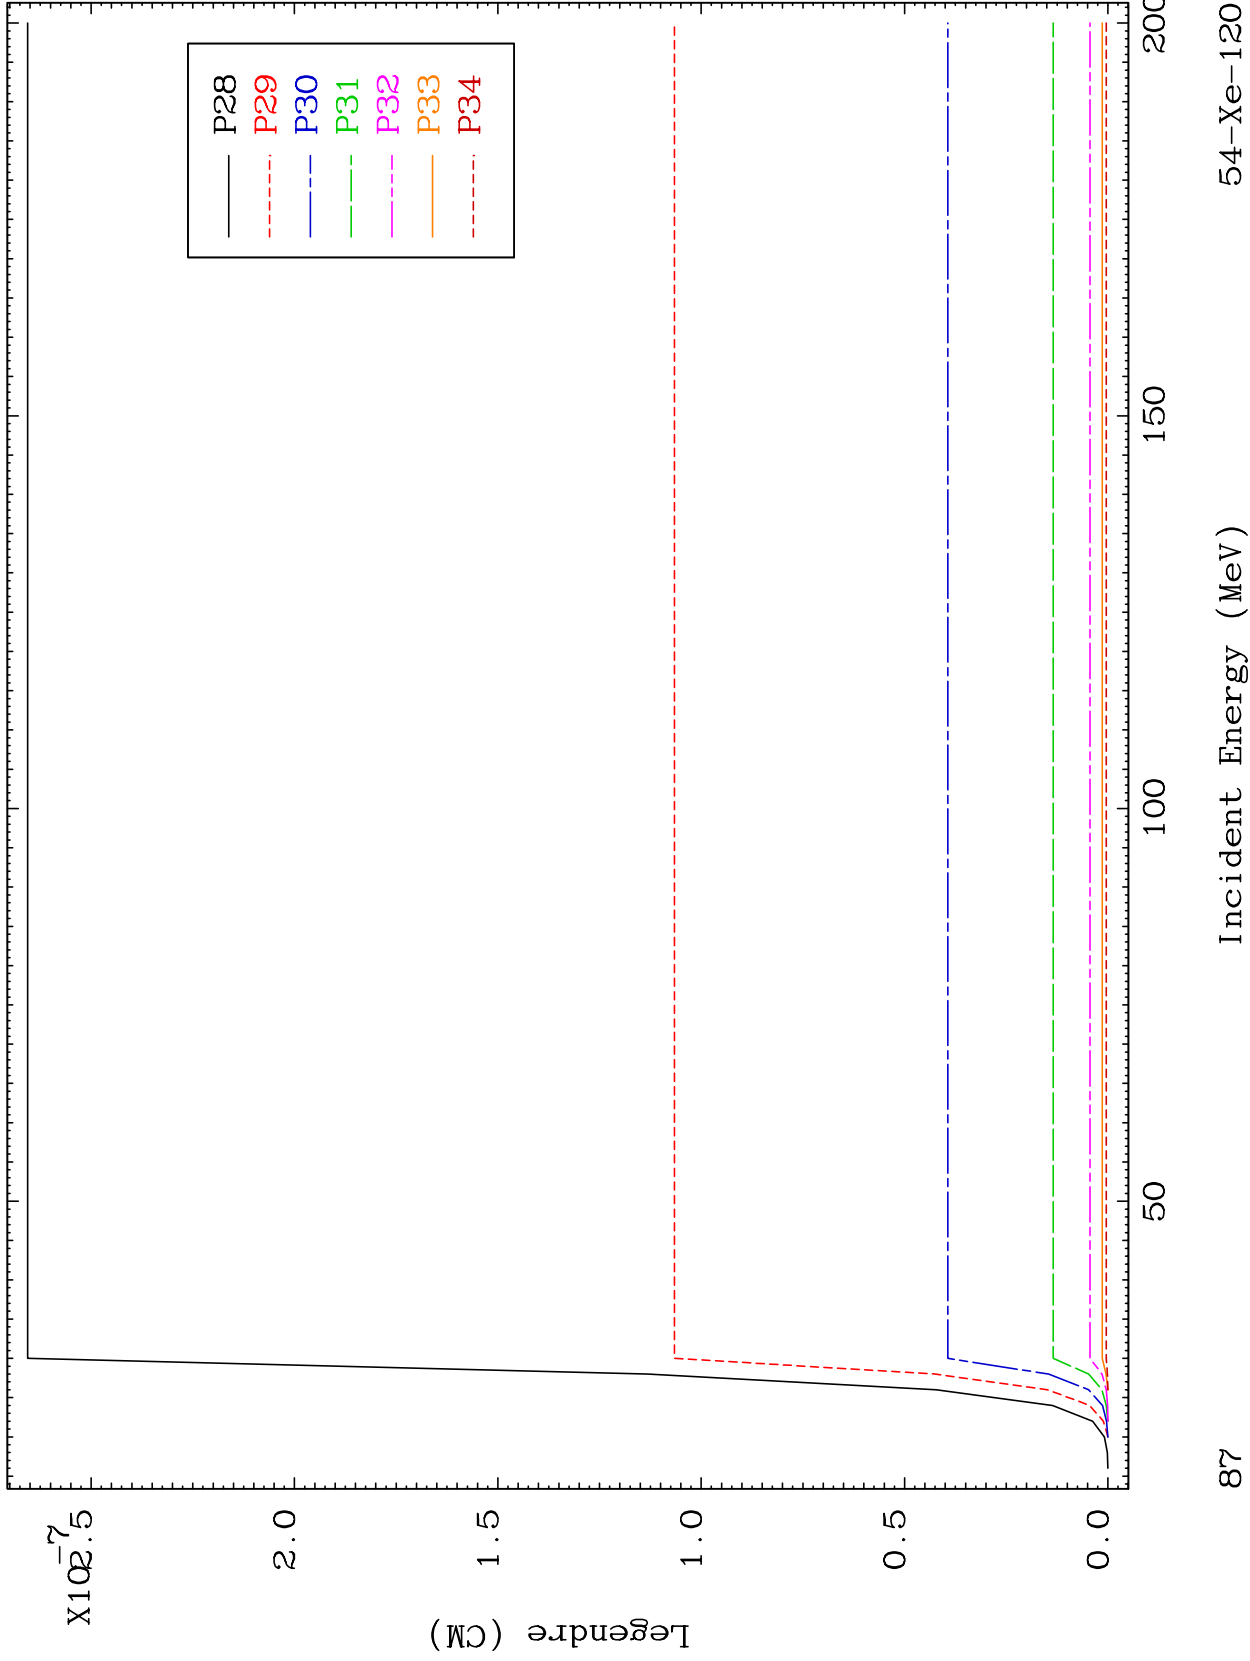 X10⁻⁷
2.5
2.0
1.5
1.0
0.5
0.0
Legendre (CM)
P28
P29
P30
P31
P32
P33
P34
50
100
150
200
Incident Energy (MeV)
87
54-Xe-120